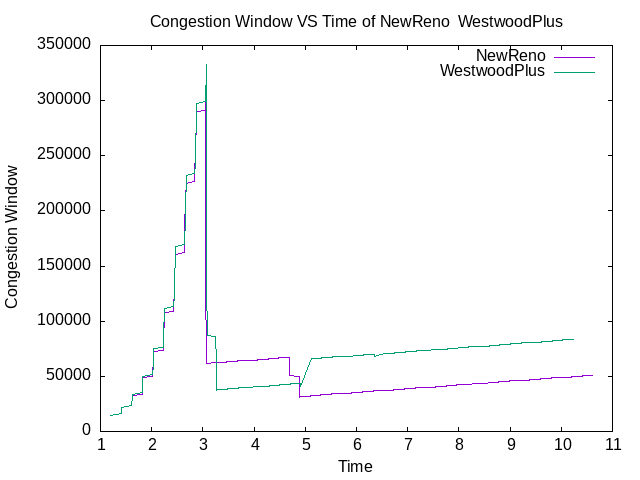 Congestion Window VS Time of NewReno  WestwoodPlus
NewReno
WestwoodPlus
350000
300000
250000
200000
150000
100000
50000
0
Congestion Window
1 2 3 4 5 6 7 8 9 10 11
Time